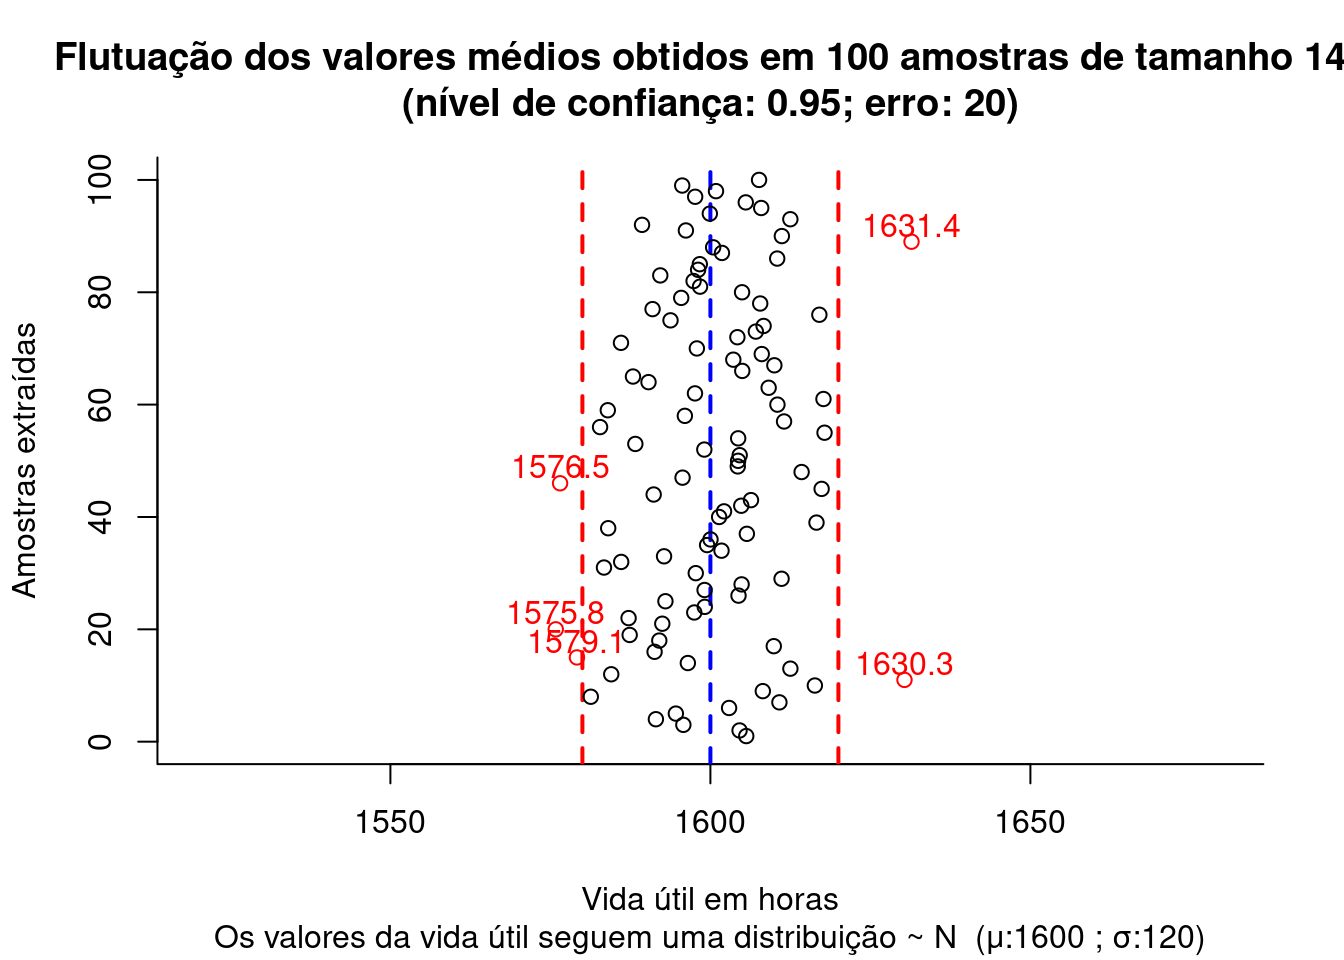 Flutuação dos valores médios obtidos em 100 amostras de tamanho 14
(nível de confiança: 0.95; erro: 20)
Amostras extraídas
100
80
60
40
20
0
1631.4
1576.5
1575.8
1579.1
1630.3
1550
1600
1650
Vida útil em horas
Os valores da vida útil seguem uma distribuição ~ N (μ:1600 ; σ:120)